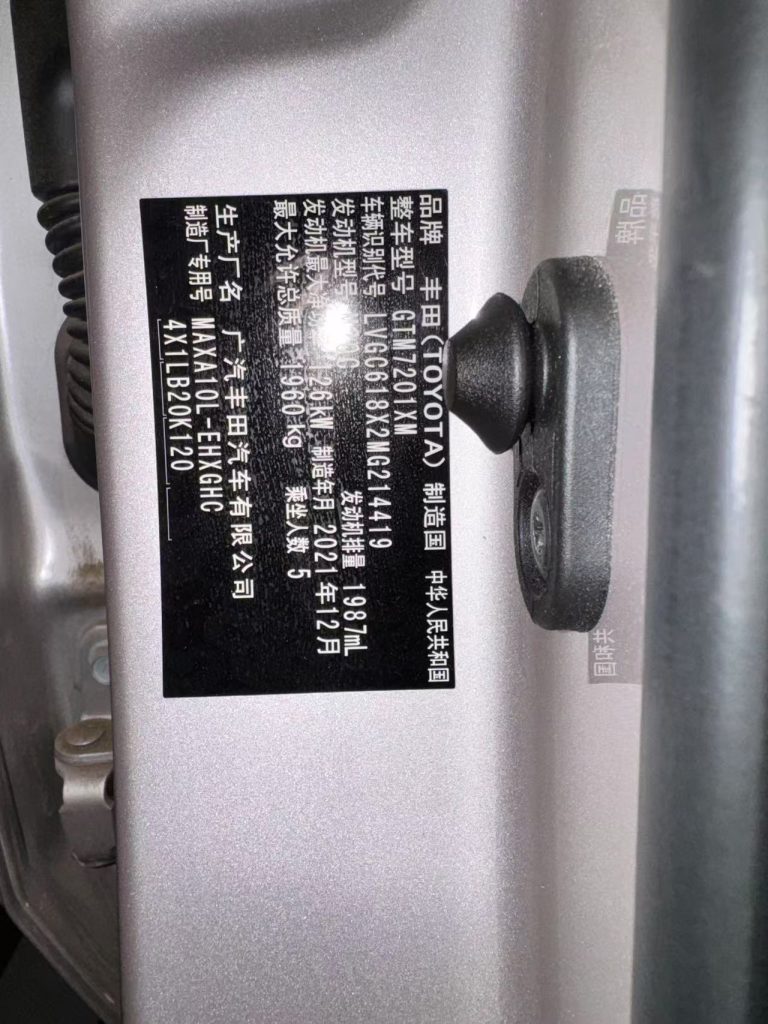 品牌 丰田(TOYOTA) 制造国 中华人民共和国
整车型号 GTM7201XM
车辆识别代号 LVGC618X2MG214419
发动机型号 发动机排量 1987mL
发动机最大净功率 126kW 制造年月 2021年12月
最大允许总质量 1960kg 乘坐人数 5
生产厂名 广汽丰田汽车有限公司
制造厂专用号 MAXA10L-EHXGHC
4X1LB20K120